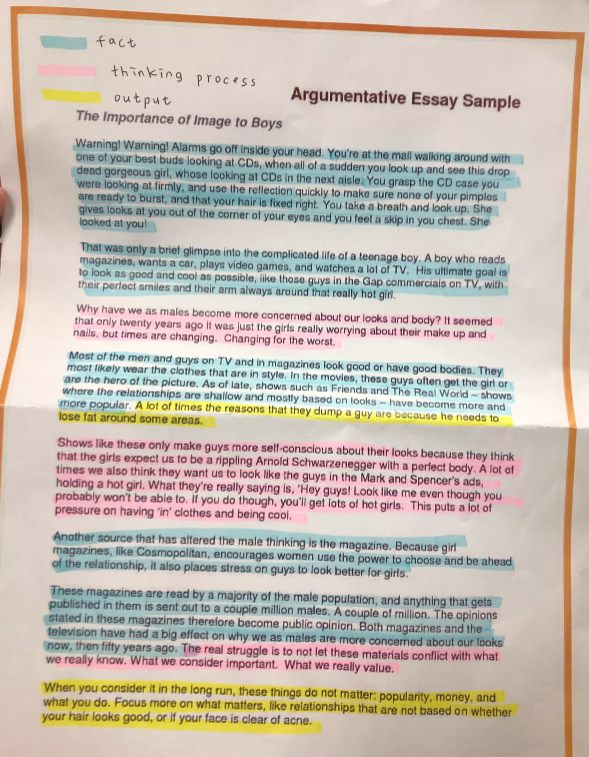 fact
thinking process
output
Argumentative Essay Sample
The Importance of Image to Boys
Warning! Warning! Alarms go off inside your head. You're at the mall walking around with
one of your best buds looking at CDs, when all of a sudden you look up and see this drop
dead gorgeous girl, whose looking at CDs in the next aisle. You grasp the CD case you
were looking at firmly, and use the reflection quickly to make sure none of your pimples
are ready to burst, and that your hair is fixed right. You take a breath and look up. She
gives looks at you out of the corner of your eyes and you feel a skip in you chest. She
looked at you!
That was only a brief glimpse into the complicated life of a teenage boy. A boy who reads
magazines, wants a car, plays video games, and watches a lot of TV. His ultimate goal is
to look as good and cool as possible, like those guys in the Gap commercials on TV, with
their perfect smiles and their arm always around that really hot girl.
Why have we as males become more concerned about our looks and body? It seemed
that only twenty years ago it was just the girls really worrying about their make up and
nails, but times are changing. Changing for the worst.
Most of the men and guys on TV and in magazines look good or have good bodies. They
most likely wear the clothes that are in style. In the movies, these guys often get the girl or
are the hero of the picture. As of late, shows such as Friends and The Real World – shows
where the relationships are shallow and mostly based on looks – have become more and
more popular. A lot of times the reasons that they dump a guy are because he needs to
lose fat around some areas.
Shows like these only make guys more self-conscious about their looks because they think
that the girls expect us to be a rippling Arnold Schwarzenegger with a perfect body. A lot of
times we also think they want us to look like the guys in the Mark and Spencer's ads,
holding a hot girl. What they're really saying is, 'Hey guys! Look like me even though you
probably won't be able to. If you do though, you'll get lots of hot girls. This puts a lot of
pressure on having 'in' clothes and being cool.
Another source that has altered the male thinking is the magazine. Because girl
magazines, like Cosmopolitan, encourages women use the power to choose and be ahead
of the relationship, it also places stress on guys to look better for girls.
These magazines are read by a majority of the male population, and anything that gets
published in them is sent out to a couple million males. A couple of million. The opinions
stated in these magazines therefore become public opinion. Both magazines and the
television have had a big effect on why we as males are more concerned about our looks
now, then fifty years ago. The real struggle is to not let these materials conflict with what
we really know. What we consider important. What we really value.
When you consider it in the long run, these things do not matter: popularity, money, and
what you do. Focus more on what matters, like relationships that are not based on whether
your hair looks good, or if your face is clear of acne.